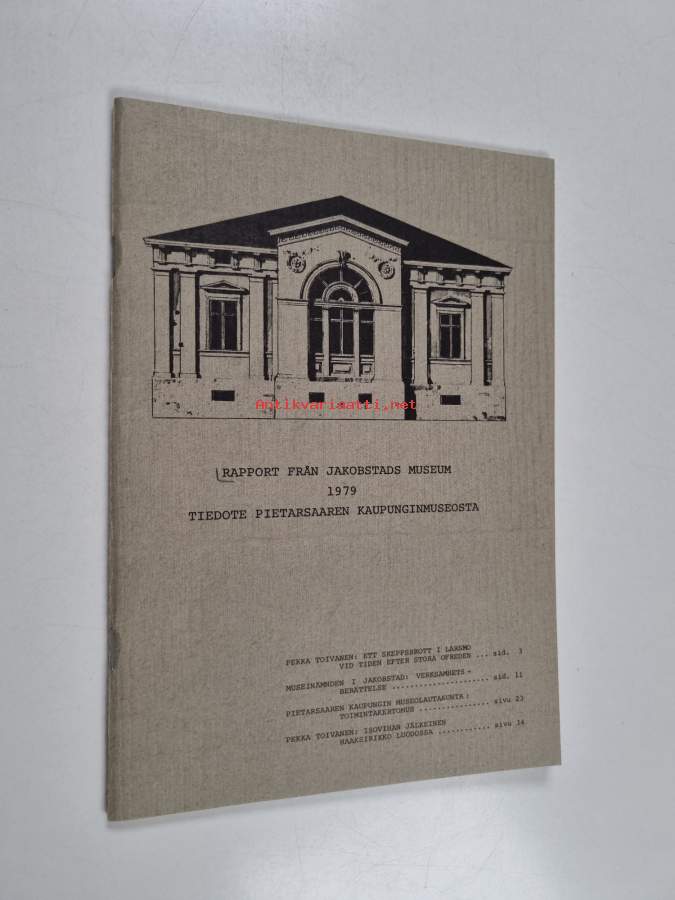 Antikvariaatti.net
RAPPORT FRÅN JAKOBSTADS MUSEUM
1979
TIEDOTE PIETARSAAREN KAUPUNGINMUSEOSTA
PEKKA TOIVANEN: ETT SKEPPSBROTT I LARSMO
VID TIDEN EFTER STORA OFREDEN ... sid. 3
MUSEINÄMNDEN I JAKOBSTAD: VERKSAMHETS-
BERÄTTELSE ...................... sid. 11
PIETARSAAREN KAUPUNGIN MUSEOLAUTAKUNTA:
TOIMINTAKERTOMUS ................ sivu 23
PEKKA TOIVANEN: ISOVIHAN JÄLKEINEN
HAAKSIRIKKO LUODOSSA ............ sivu 34